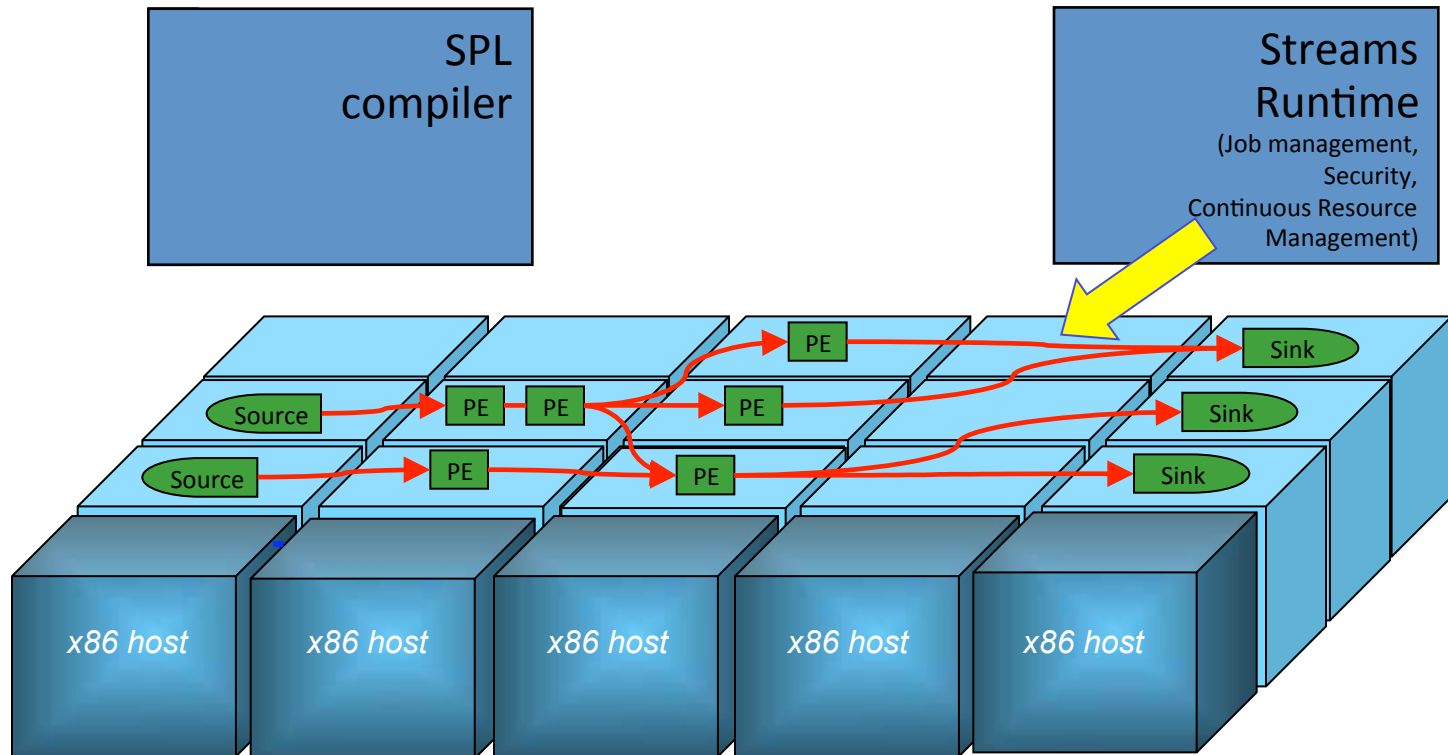 SPL
compiler
Streams
Runtime
(Job management,
Security,
Continuous Resource
Management)
PE
Sink
Source
PE
PE
PE
Sink
Source
PE
PE
Sink
x86 host
x86 host
x86 host
x86 host
x86 host